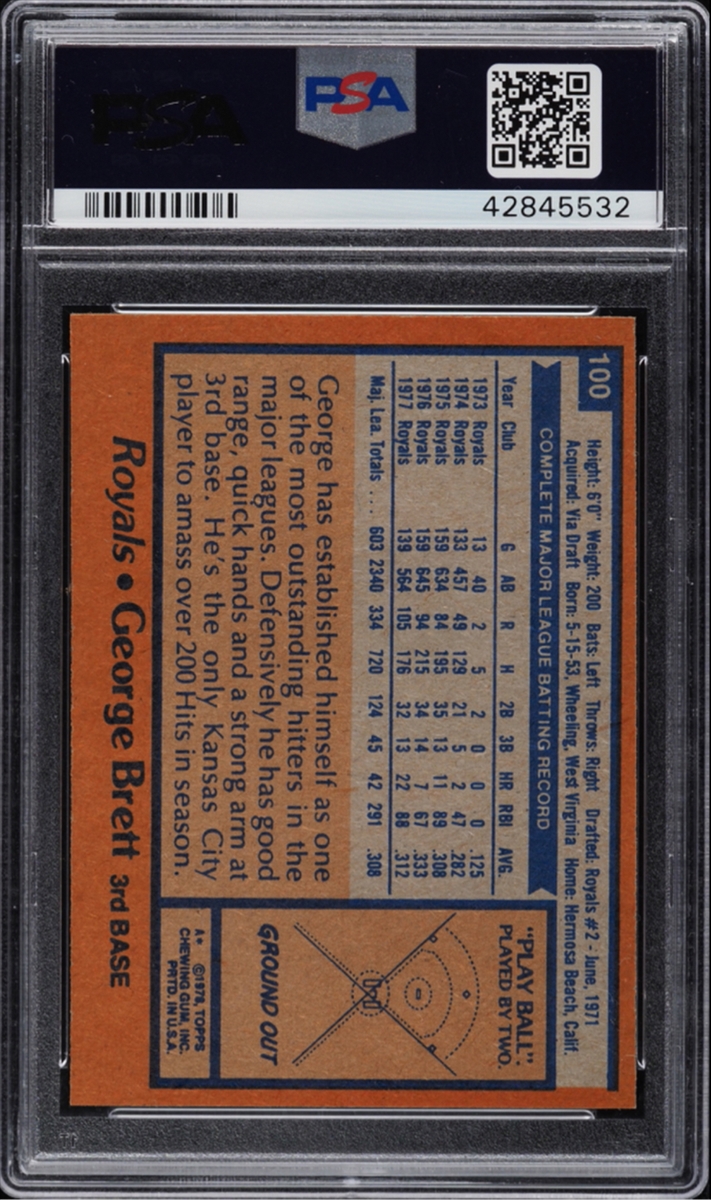 PSA
PSA
42845532
100
Height: 6'0" Weight: 200 Bats: Left Throws: Right Drafted: Royals #2 - June, 1971
Acquired: Via Draft Born: 5-15-53, Wheeling, West Virginia Home: Hermosa Beach, Calif.
COMPLETE MAJOR LEAGUE BATTING RECORD
Year Club G AB R H 2B 3B HR RBI AVG.
1973 Royals 13 40 2 5 2 0 0 0 .125
1974 Royals 133 457 49 129 21 5 2 47 .282
1975 Royals 159 634 84 195 35 13 11 89 .308
1976 Royals 159 645 94 215 34 14 7 67 .333
1977 Royals 139 564 105 176 32 13 22 88 .312
Maj. Lea. Totals .... 603 2340 334 720 124 45 42 291 .308
George has established himself as one
of the most outstanding hitters in the
major leagues. Defensively he has good
range, quick hands and a strong arm at
3rd base. He's the only Kansas City
player to amass over 200 Hits in season.
"PLAY BALL".
PLAYED BY TWO.
GROUND OUT
A* ©1978, TOPPS
CHEWING GUM, INC.
PRTD. IN U.S.A.
Royals • George Brett 3rd BASE